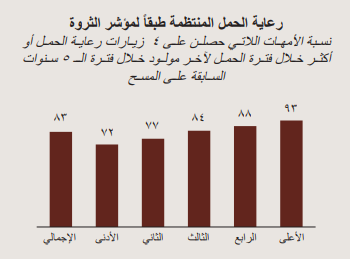 رعاية الحمل المنتظمة طبقاً لمؤشر الثروة
نسبة الأمهات اللاتي حصلن على ٤ زيارات رعاية الحمل أو
أكثر خلال فترة الحمل لآخر مولود خلال فترة الـ ٥ سنوات
السابقة على المسح
٩٣ ٨٨ ٨٤ ٧٧ ٧٢ ٨٣
الأعلى الرابع الثالث الثاني الأدنى الإجمالي